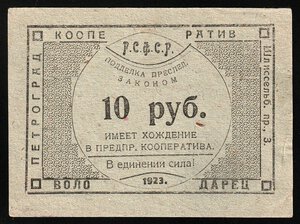 КООПЕ РАТИВ
Р.С.Ф.С.Р.
ПОДДЕЛКА ПРЕСЛЕД.
ЗАКОНОМ
10 руб.
ИМЕЕТ ХОЖДЕНИЕ
В ПРЕДПР. КООПЕРАТИВА.
В единении сила!
1923.
ВОЛО ДАРЕЦ
ПЕТРОГРАД
Шлиссельб. пр. 3.